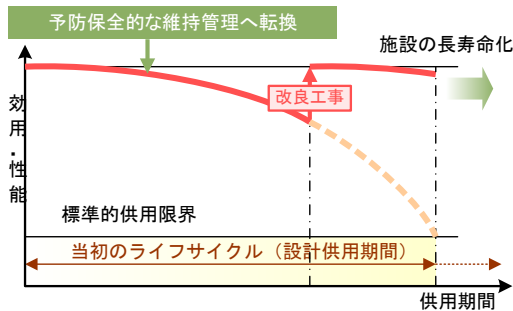 予防保全的な維持管理へ転換
施設の長寿命化
改良工事
効用・性能
標準的供用限界
当初のライフサイクル（設計供用期間）
供用期間